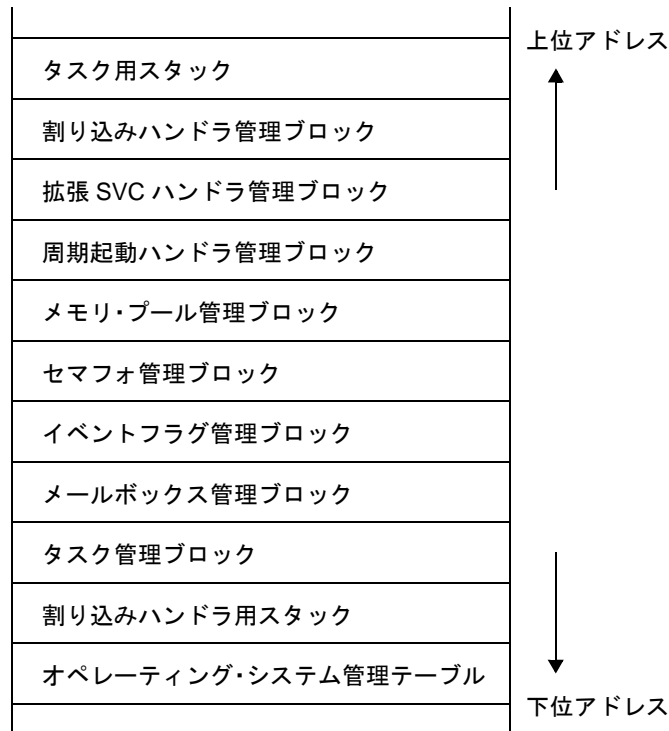 上位アドレス
タスク用スタック
割り込みハンドラ管理ブロック
拡張 SVC ハンドラ管理ブロック
周期起動ハンドラ管理ブロック
メモリ・プール管理ブロック
セマフォ管理ブロック
イベントフラグ管理ブロック
メールボックス管理ブロック
タスク管理ブロック
割り込みハンドラ用スタック
オペレーティング・システム管理テーブル
下位アドレス